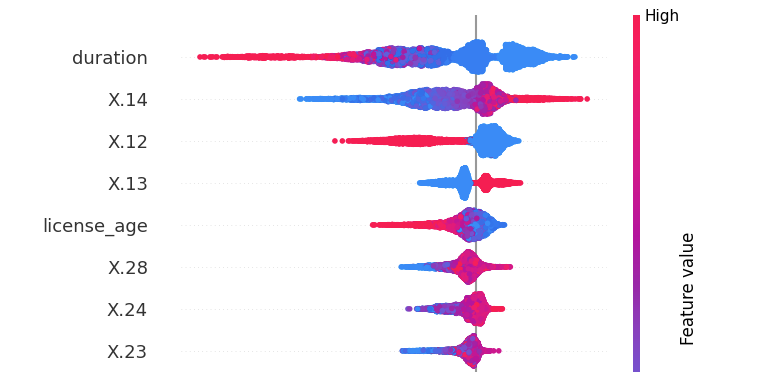 High
duration
X.14
X.12
X.13
license_age
X.28
X.24
X.23
Feature value